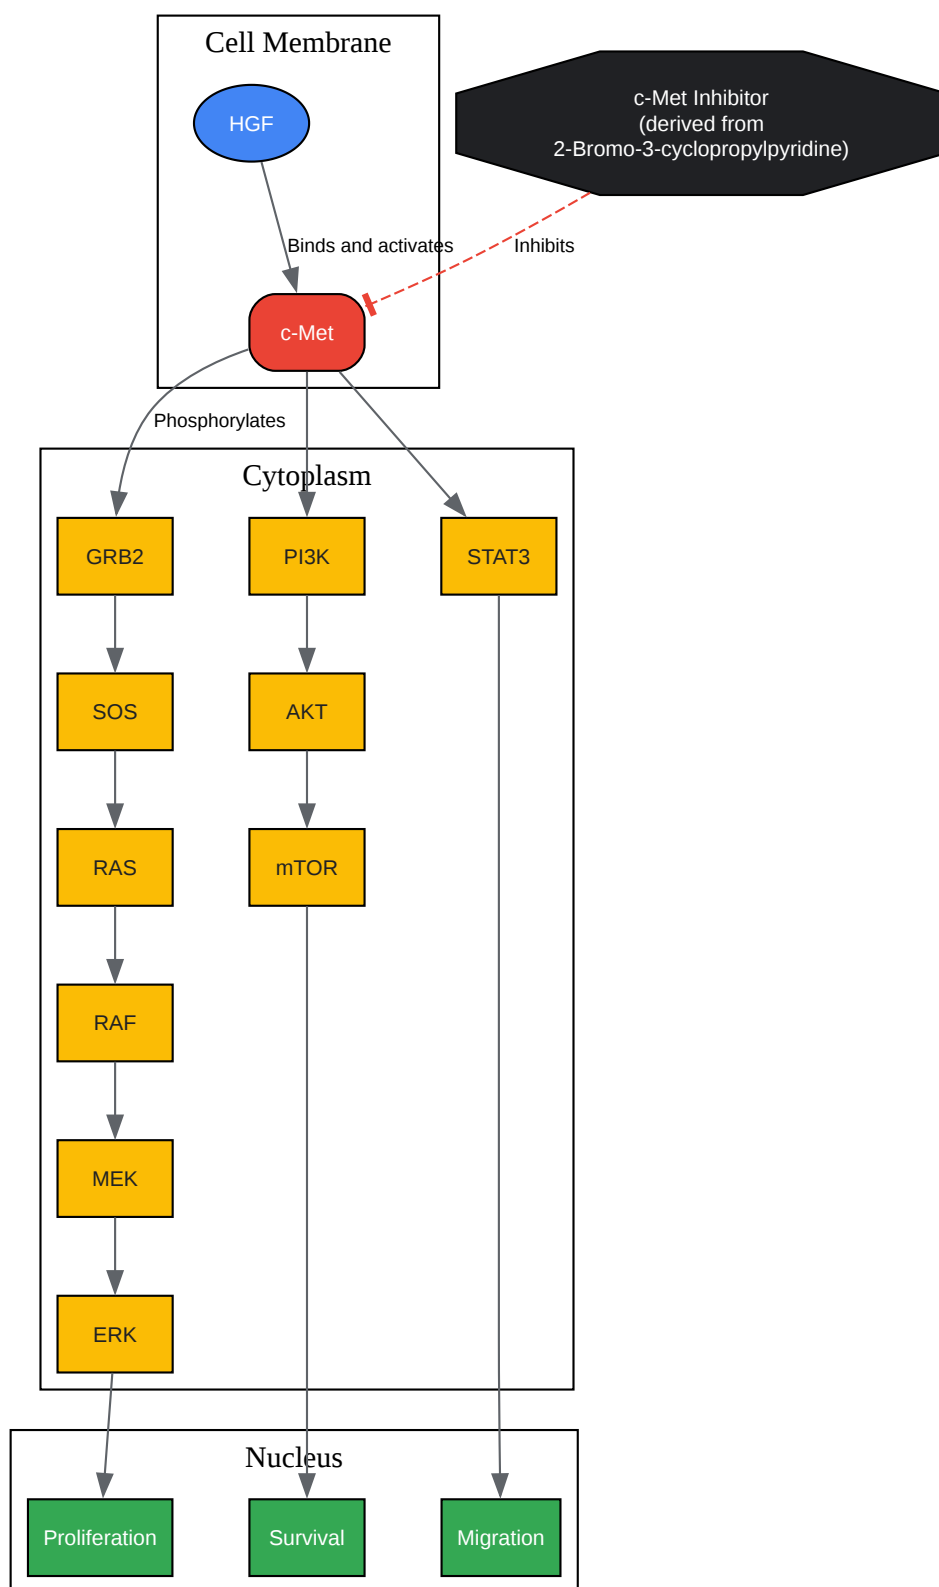 Cell Membrane
HGF
c-Met Inhibitor
(derived from
2-Bromo-3-cyclopropylpyridine)
Binds and activates
Inhibits
c-Met
Phosphorylates
Cytoplasm
GRB2
PI3K
STAT3
SOS
AKT
RAS
mTOR
RAF
MEK
ERK
Nucleus
Proliferation
Survival
Migration